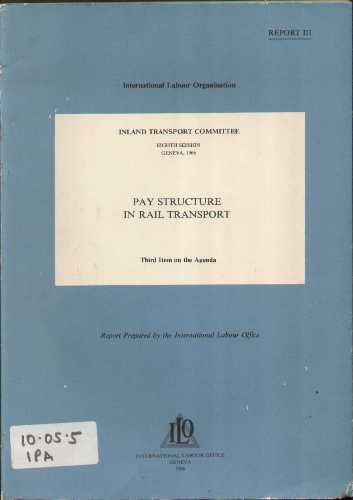 REPORT III
International Labour Organisation
INLAND TRANSPORT COMMITTEE
EIGHTH SESSION
GENEVA, 1966
PAY STRUCTURE
IN RAIL TRANSPORT
Third Item on the Agenda
Report Prepared by the International Labour Office
10·05·5
IPA
ILO
INTERNATIONAL LABOUR OFFICE
GENEVA
1966